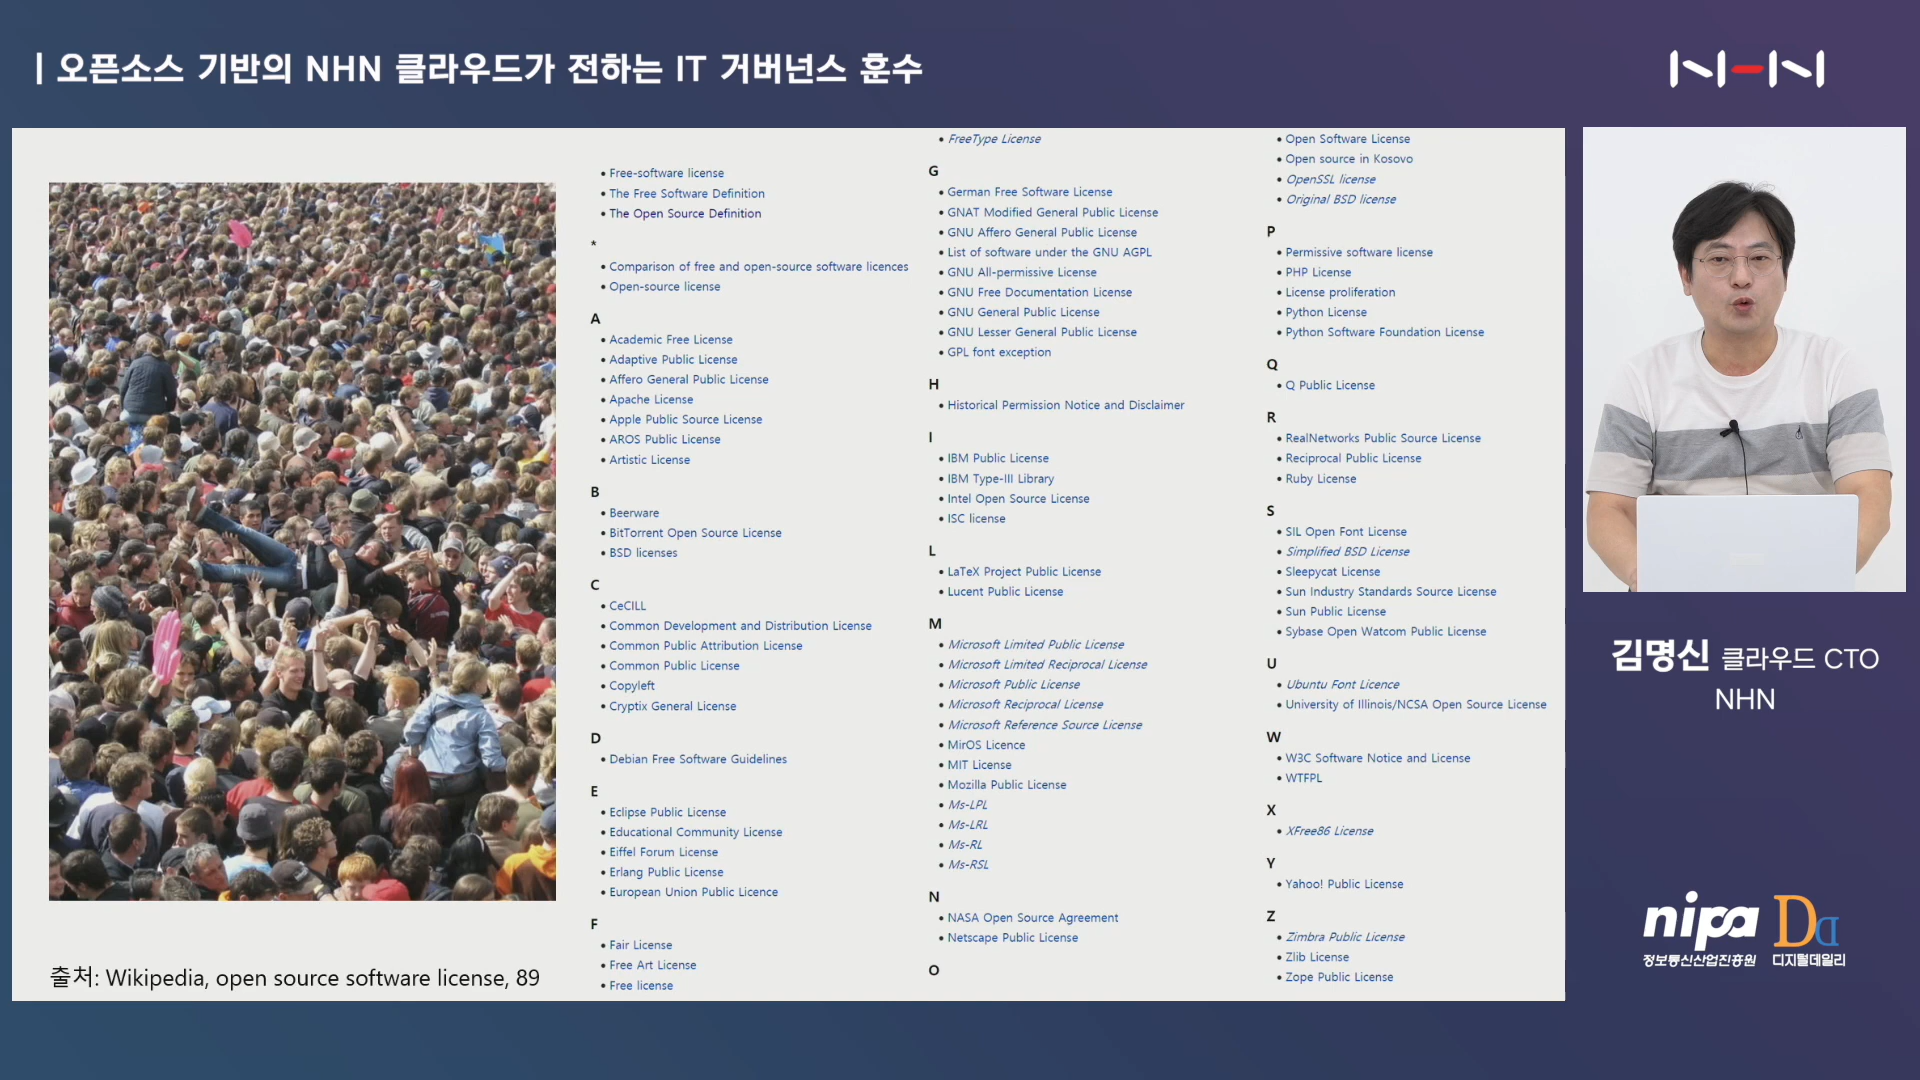 | 오픈소스 기반의 NHN 클라우드가 전하는 IT 거버넌스 훈수
NHN
• Free-software license
• The Free Software Definition
• The Open Source Definition
*
• Comparison of free and open-source software licences
• Open-source license
A
• Academic Free License
• Adaptive Public License
• Affero General Public License
• Apache License
• Apple Public Source License
• AROS Public License
• Artistic License
B
• Beerware
• BitTorrent Open Source License
• BSD licenses
C
• CeCILL
• Common Development and Distribution License
• Common Public Attribution License
• Common Public License
• Copyleft
• Cryptix General License
D
• Debian Free Software Guidelines
E
• Eclipse Public License
• Educational Community License
• Eiffel Forum License
• Erlang Public License
• European Union Public Licence
F
• Fair License
• Free Art License
• Free license
• FreeType License
G
• German Free Software License
• GNAT Modified General Public License
• GNU Affero General Public License
• List of software under the GNU AGPL
• GNU All-permissive License
• GNU Free Documentation License
• GNU General Public License
• GNU Lesser General Public License
• GPL font exception
H
• Historical Permission Notice and Disclaimer
I
• IBM Public License
• IBM Type-III Library
• Intel Open Source License
• ISC license
L
• LaTeX Project Public License
• Lucent Public License
M
• Microsoft Limited Public License
• Microsoft Limited Reciprocal License
• Microsoft Public License
• Microsoft Reciprocal License
• Microsoft Reference Source License
• MirOS Licence
• MIT License
• Mozilla Public License
• Ms-LPL
• Ms-LRL
• Ms-RL
• Ms-RSL
N
• NASA Open Source Agreement
• Netscape Public License
O
• Open Software License
• Open source in Kosovo
• OpenSSL license
• Original BSD license
P
• Permissive software license
• PHP License
• License proliferation
• Python License
• Python Software Foundation License
Q
• Q Public License
R
• RealNetworks Public Source License
• Reciprocal Public License
• Ruby License
S
• SIL Open Font License
• Simplified BSD License
• Sleepycat License
• Sun Industry Standards Source License
• Sun Public License
• Sybase Open Watcom Public License
U
• Ubuntu Font Licence
• University of Illinois/NCSA Open Source License
W
• W3C Software Notice and License
• WTFPL
X
• XFree86 License
Y
• Yahoo! Public License
Z
• Zimbra Public License
• Zlib License
• Zope Public License
출처: Wikipedia, open source software license, 89
김명신 클라우드 CTO
NHN
nipa
정보통신산업진흥원
DD
디지털데일리